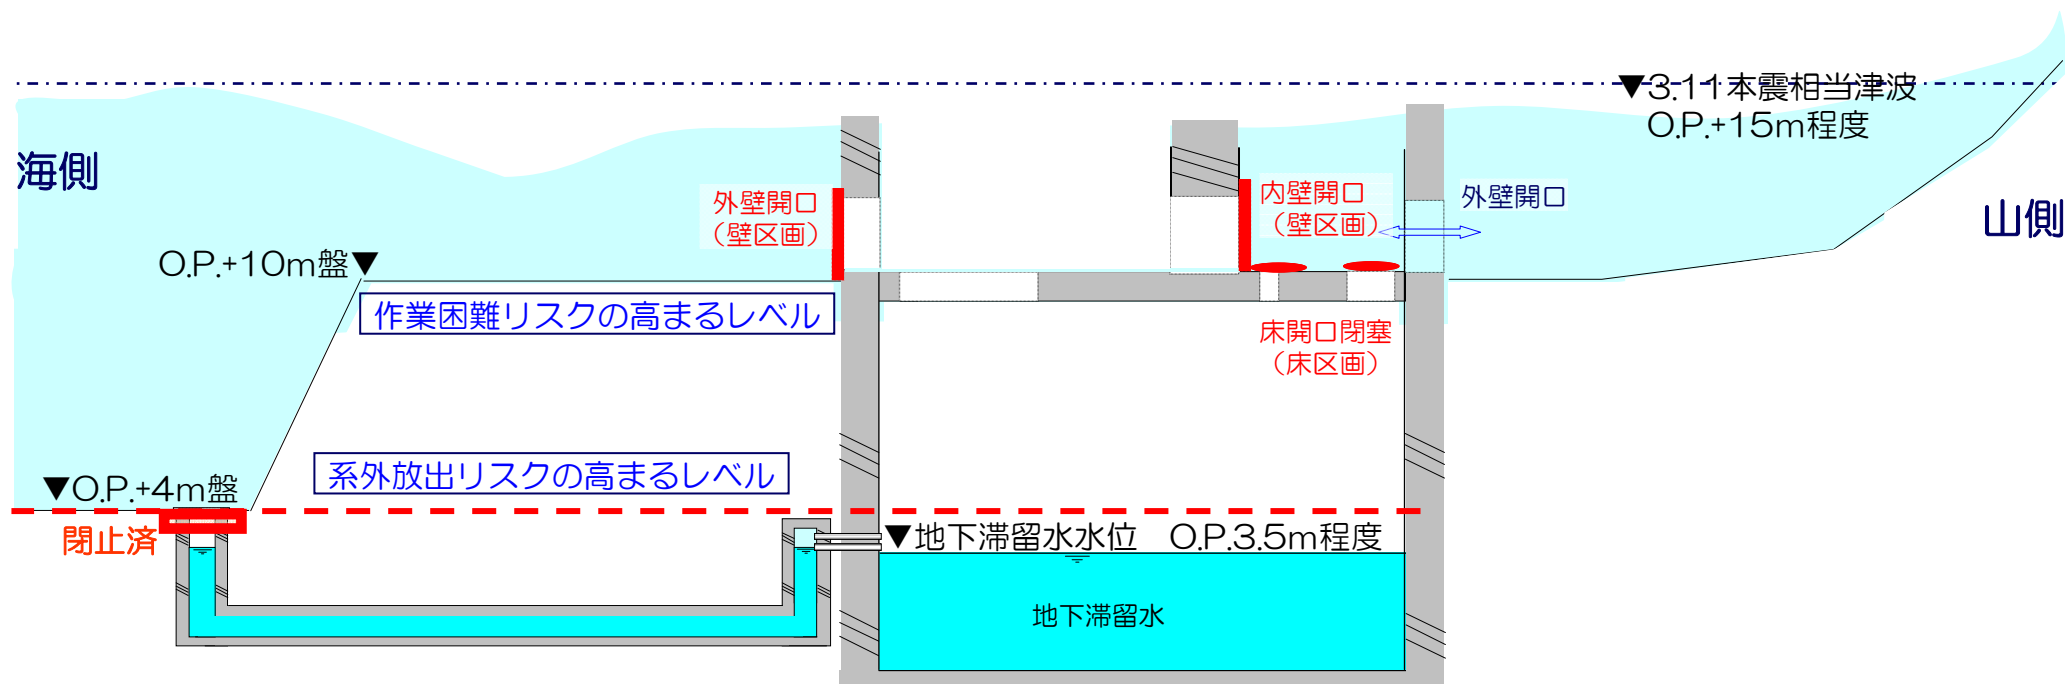 ▼3.11本震相当津波
O.P.+15m程度
海側
外壁開口
(壁区画)
内壁開口
(壁区画)
外壁開口
山側
O.P.+10m盤▼
作業困難リスクの高まるレベル
床開口閉塞
(床区画)
系外放出リスクの高まるレベル
▼O.P.+4m盤
閉止済
▼地下滞留水水位 O.P.3.5m程度
地下滞留水